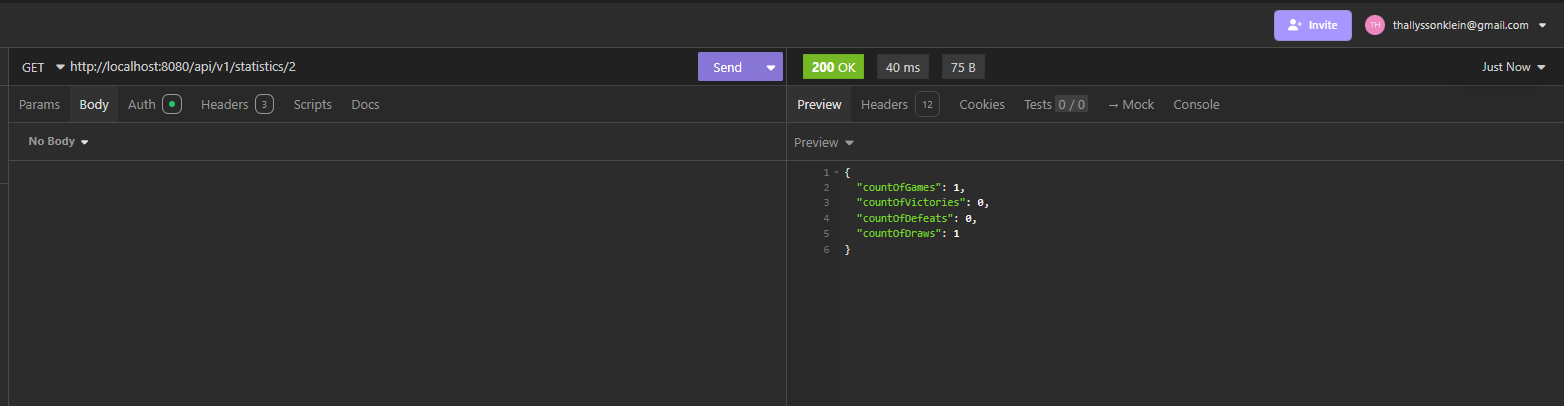 Invite TH thallyssonklein@gmail.com
GET http://localhost:8080/api/v1/statistics/2 Send 200 OK 40 ms 75 B Just Now
Params Body Auth Headers 3 Scripts Docs Preview Headers 12 Cookies Tests 0 / 0 → Mock Console
No Body Preview
1 {
2 "countOfGames": 1,
3 "countOfVictories": 0,
4 "countOfDefeats": 0,
5 "countOfDraws": 1
6 }